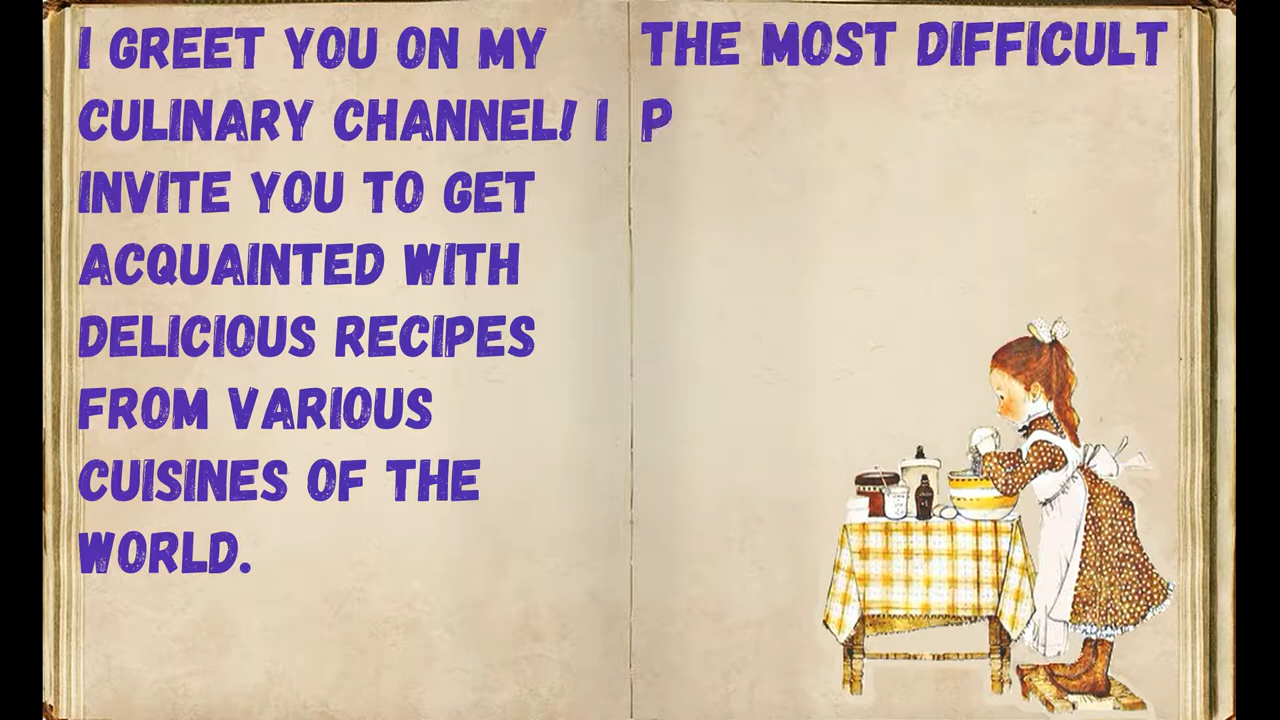 I GREET YOU ON MY
CULINARY CHANNEL! I
INVITE YOU TO GET
ACQUAINTED WITH
DELICIOUS RECIPES
FROM VARIOUS
CUISINES OF THE
WORLD.
THE MOST DIFFICULT
P